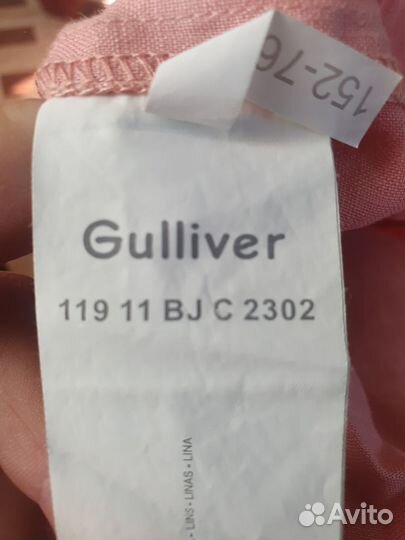 152-76
Gulliver
119 11 BJ C 2302
• LINS • LINAS • LINA
Avito